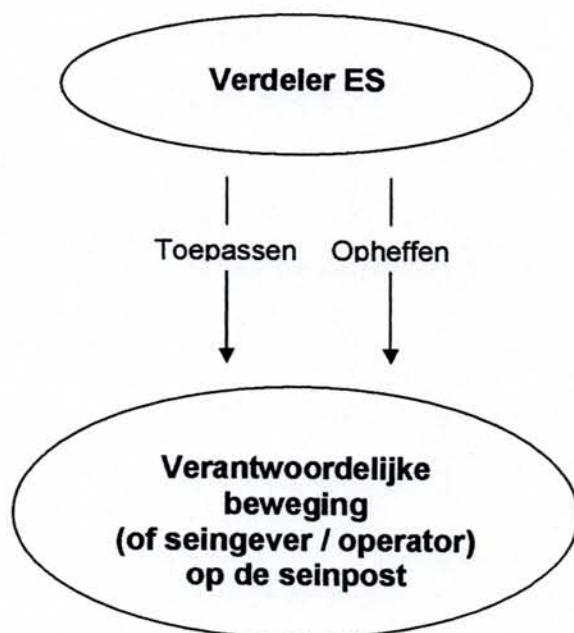 Verdeler ES
Toepassen Opheffen
Verantwoordelijke
beweging
(of seingever / operator)
op de seinpost